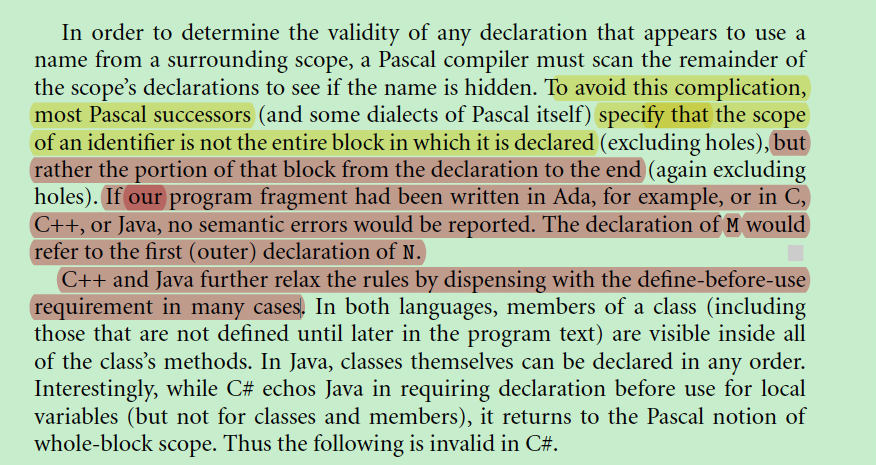 In order to determine the validity of any declaration that appears to use a
name from a surrounding scope, a Pascal compiler must scan the remainder of
the scope's declarations to see if the name is hidden. To avoid this complication,
most Pascal successors (and some dialects of Pascal itself) specify that the scope
of an identifier is not the entire block in which it is declared (excluding holes), but
rather the portion of that block from the declaration to the end (again excluding
holes). If our program fragment had been written in Ada, for example, or in C,
C++, or Java, no semantic errors would be reported. The declaration of M would
refer to the first (outer) declaration of N.
C++ and Java further relax the rules by dispensing with the define-before-use
requirement in many cases. In both languages, members of a class (including
those that are not defined until later in the program text) are visible inside all
of the class's methods. In Java, classes themselves can be declared in any order.
Interestingly, while C# echos Java in requiring declaration before use for local
variables (but not for classes and members), it returns to the Pascal notion of
whole-block scope. Thus the following is invalid in C#.